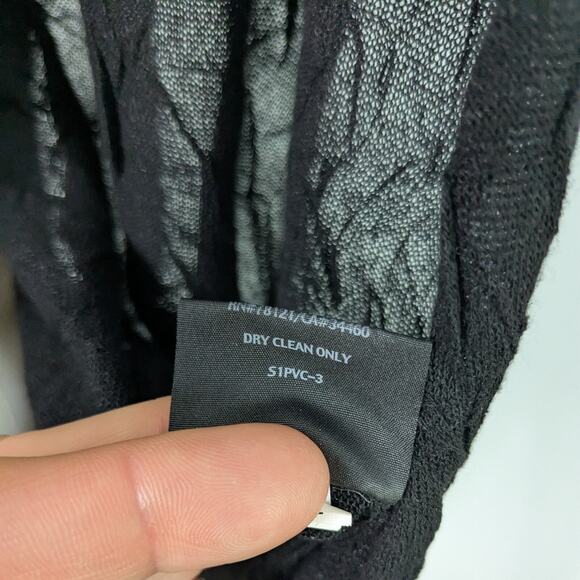 RN#78121/CA#34460
DRY CLEAN ONLY
S1PVC-3